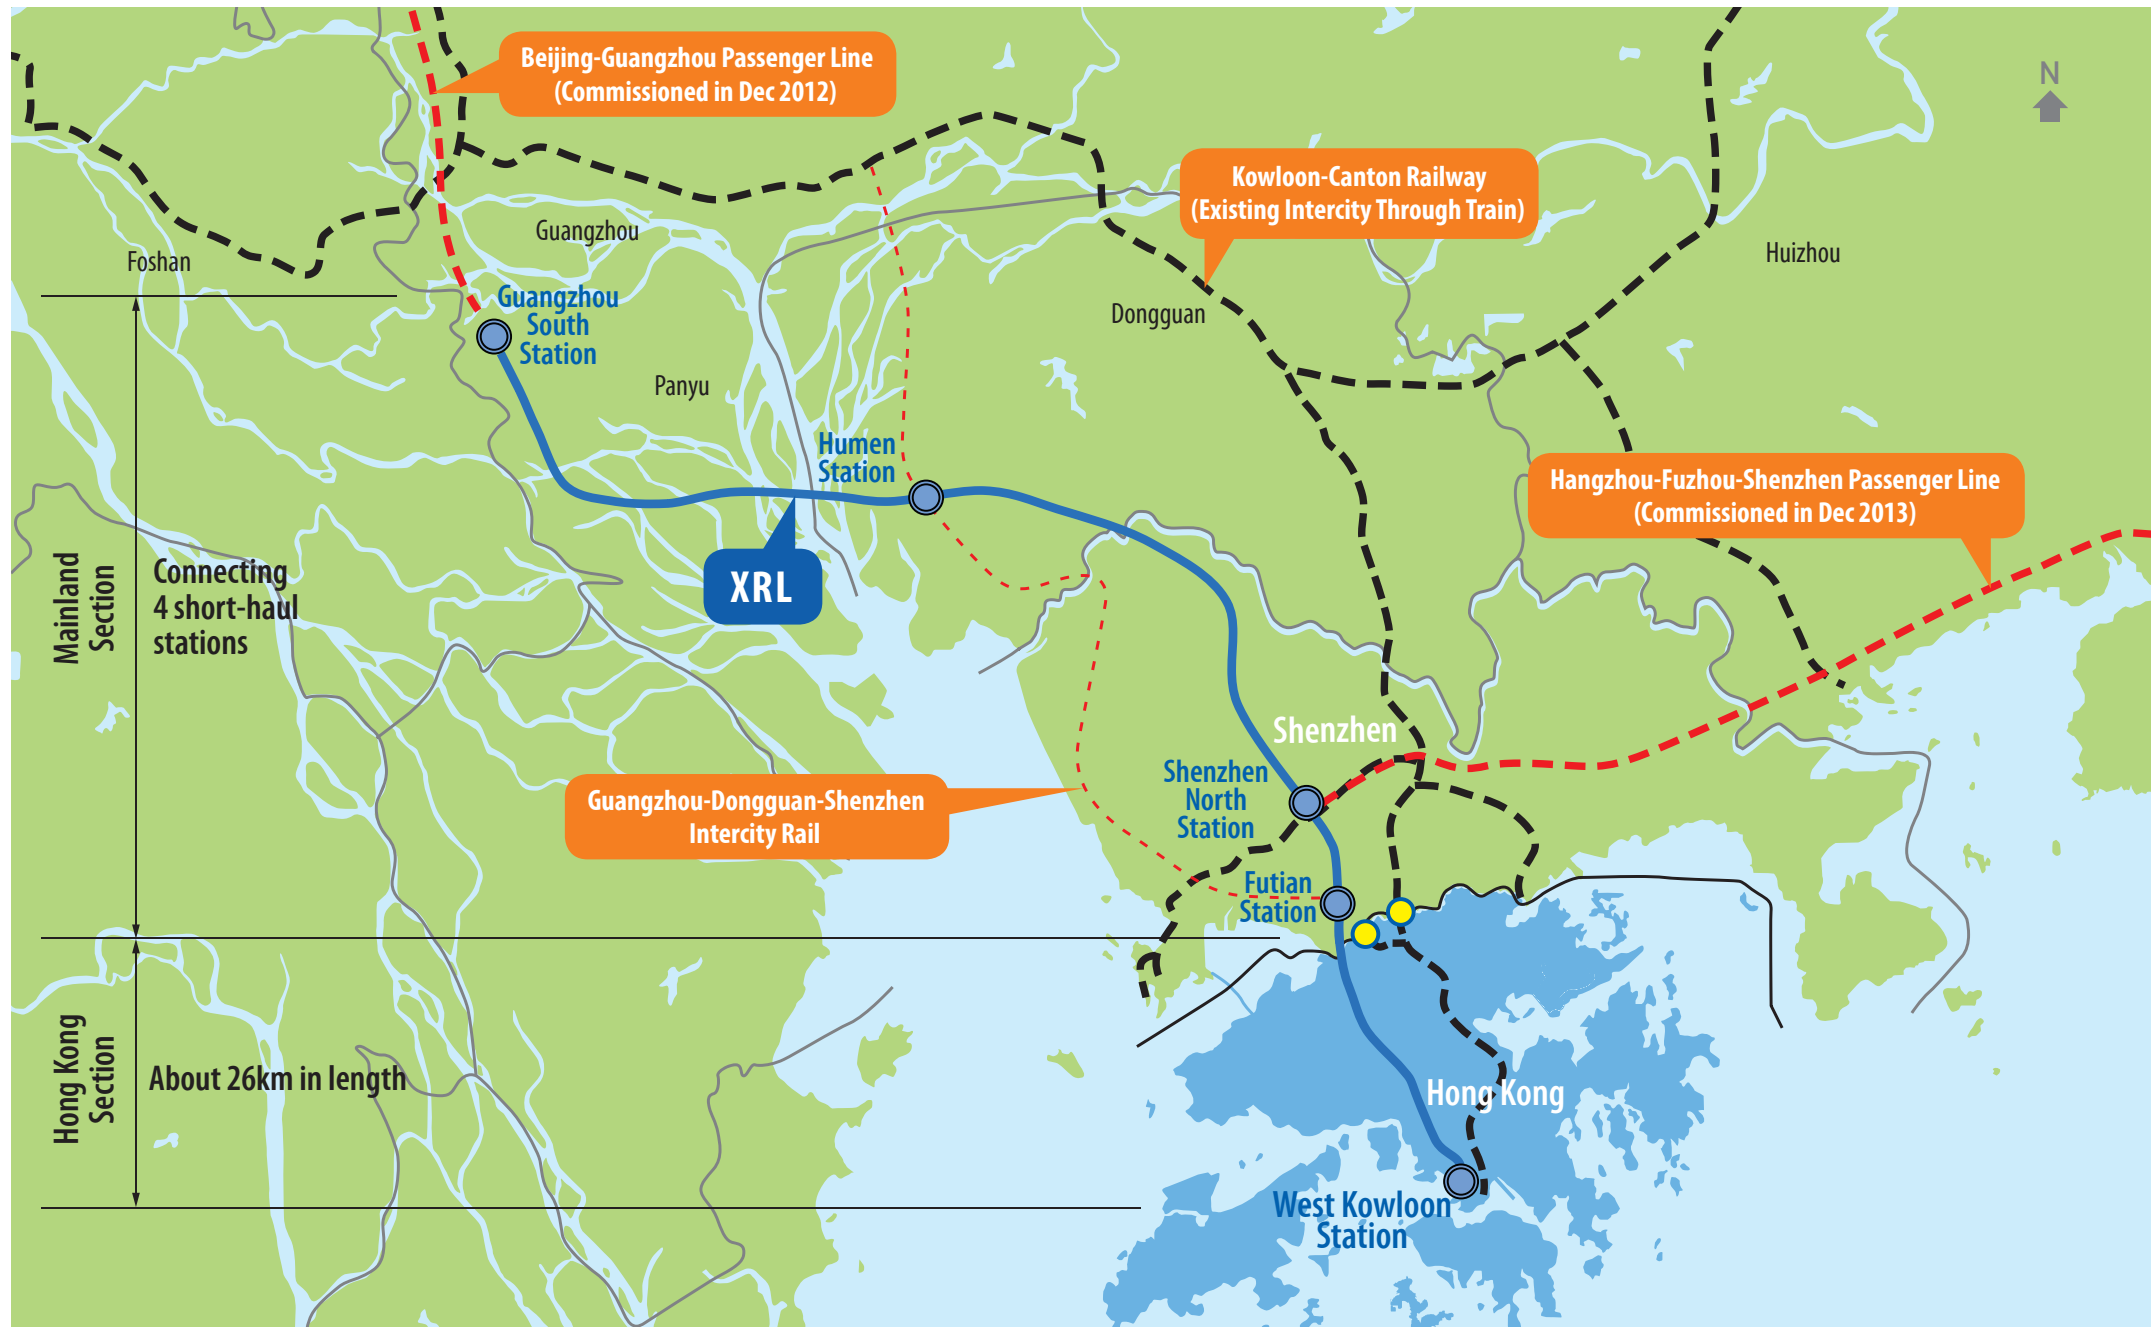 Beijing-Guangzhou Passenger Line
(Commissioned in Dec 2012)
N
Kowloon-Canton Railway
(Existing Intercity Through Train)
Guangzhou
Foshan
Huizhou
Guangzhou
South
Station
Dongguan
Panyu
Humen
Station
Hangzhou-Fuzhou-Shenzhen Passenger Line
(Commissioned in Dec 2013)
XRL
Mainland
Section
Connecting
4 short-haul
stations
Shenzhen
Shenzhen
North
Station
Guangzhou-Dongguan-Shenzhen
Intercity Rail
Futian
Station
Hong Kong
Section
About 26km in length
Hong Kong
West Kowloon
Station